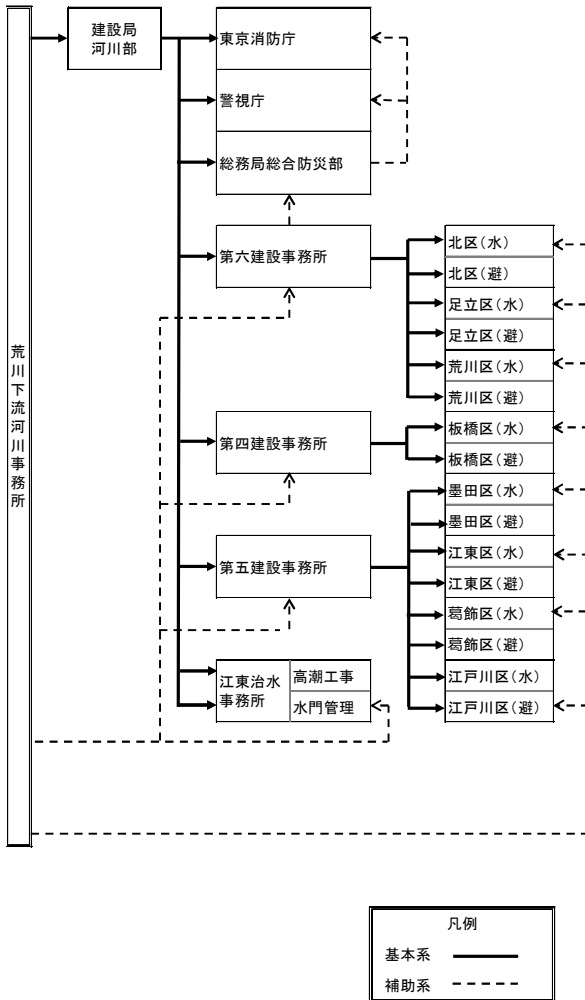 建設局
河川部
東京消防庁
警視庁
総務局総合防災部
第六建設事務所
北区(水)
北区(避)
足立区(水)
足立区(避)
荒川区(水)
荒川区(避)
荒川下流河川事務所
第四建設事務所
板橋区(水)
板橋区(避)
墨田区(水)
墨田区(避)
第五建設事務所
江東区(水)
江東区(避)
葛飾区(水)
葛飾区(避)
江東治水
事務所
高潮工事
水門管理
江戸川区(水)
江戸川区(避)
凡例
基本系
補助系